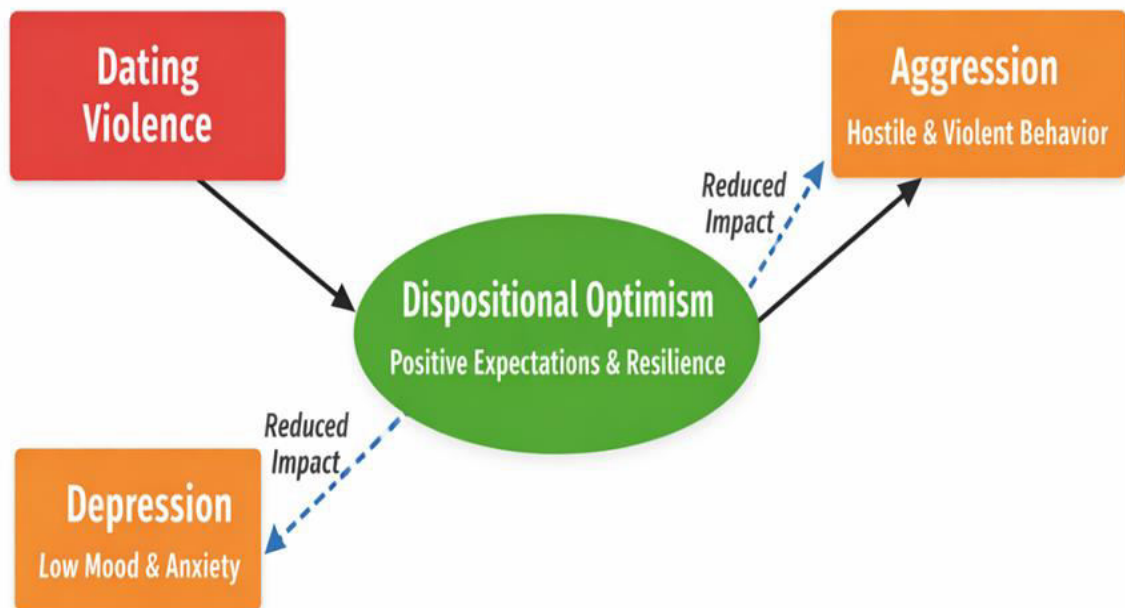 Dating
Violence
Aggression
Hostile & Violent Behavior
Reduced
Impact
Dispositional Optimism
Positive Expectations & Resilience
Reduced
Impact
Depression
Low Mood & Anxiety